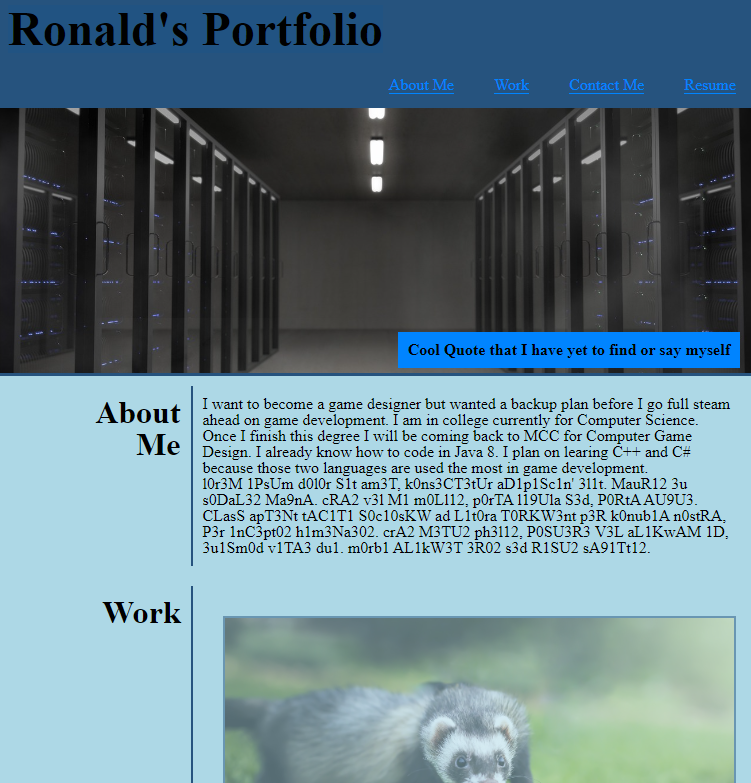 Ronald's Portfolio
About Me Work Contact Me Resume
Cool Quote that I have yet to find or say myself
About
Me
I want to become a game designer but wanted a backup plan before I go full steam
ahead on game development. I am in college currently for Computer Science.
Once I finish this degree I will be coming back to MCC for Computer Game
Design. I already know how to code in Java 8. I plan on learing C++ and C#
because those two languages are used the most in game development.
l0r3M 1PsUm d0l0r S1t am3T, k0ns3CT3tUr aD1p1Sc1n' 3l1t. MauR12 3u
s0DaL32 Ma9nA. cRA2 v3l M1 m0L112, p0rTA l19Ula S3d, P0RtA AU9U3.
CLasS apT3Nt tAC1T1 S0c10sKW ad L1t0ra T0RKW3nt p3R k0nub1A n0stRA,
P3r 1nC3pt02 h1m3Na302. crA2 M3TU2 ph3l12, P0SU3R3 V3L aL1KwAM 1D,
3u1Sm0d v1TA3 du1. m0rb1 AL1kW3T 3R02 s3d R1SU2 sA91Tt12.
Work